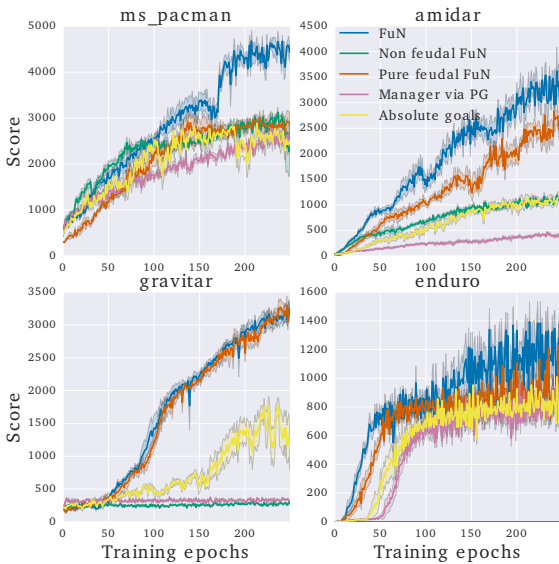 ms_pacman
amidar
5000
4000
3000
2000
1000
0
Score
0 50 100 150 200
4500
4000
3500
3000
2500
2000
1500
1000
500
0
FuN
Non feudal FuN
Pure feudal FuN
Manager via PG
Absolute goals
0 50 100 150 200
gravitar
enduro
3500
3000
2500
2000
1500
1000
500
0
Score
0 50 100 150 200
Training epochs
1400
1200
1000
800
600
400
200
0
0 50 100 150 200
Training epochs